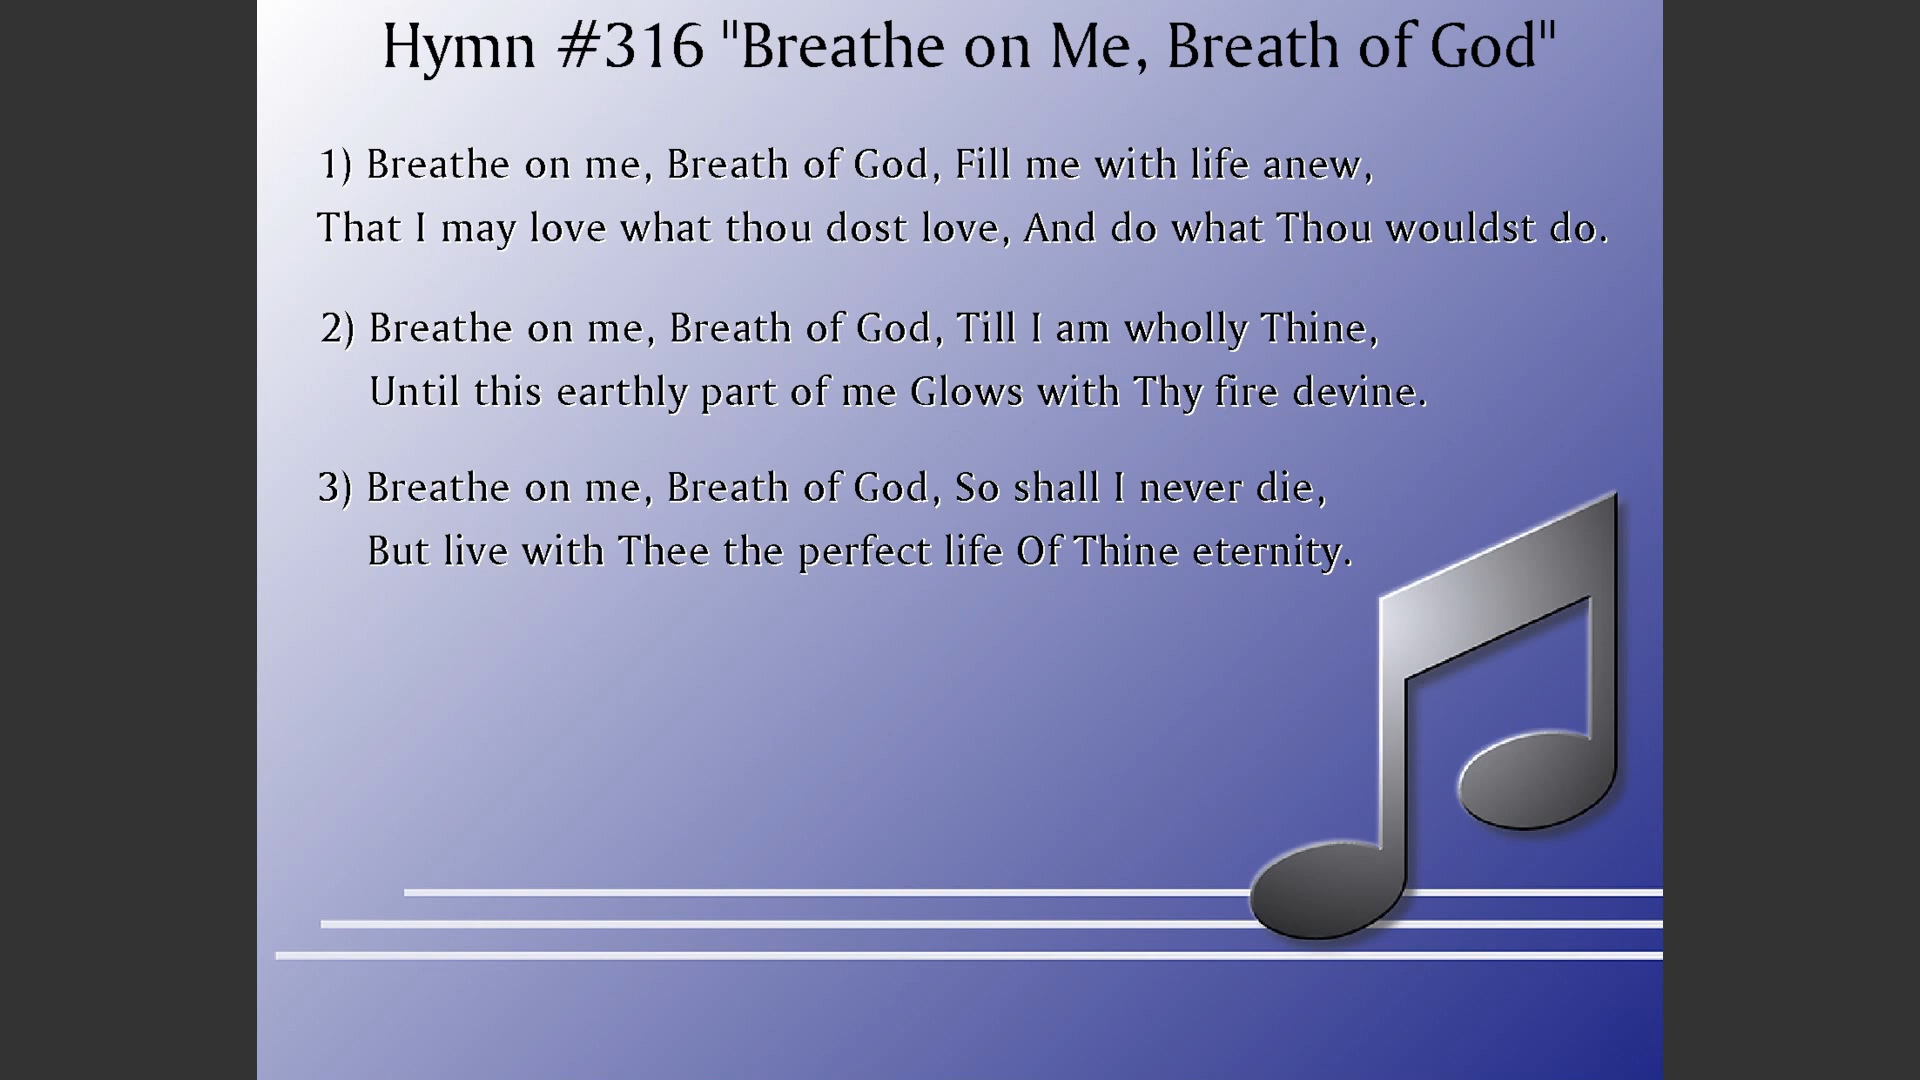 Hymn #316 "Breathe on Me, Breath of God"
1) Breathe on me, Breath of God, Fill me with life anew,
That I may love what thou dost love, And do what Thou wouldst do.
2) Breathe on me, Breath of God, Till I am wholly Thine,
Until this earthly part of me Glows with Thy fire devine.
3) Breathe on me, Breath of God, So shall I never die,
But live with Thee the perfect life Of Thine eternity.